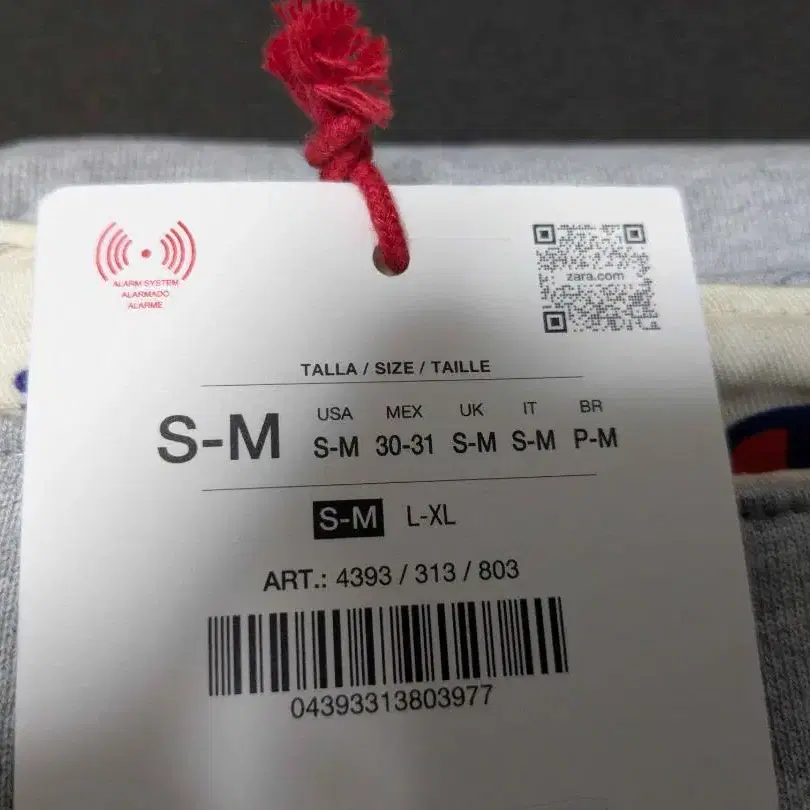 ALARM SYSTEM
ALARMADO
ALARME
zara.com
TALLA / SIZE / TAILLE
S-M
USA MEX UK IT BR
S-M 30-31 S-M S-M P-M
S-M L-XL
ART.: 4393 / 313 / 803
04393313803977